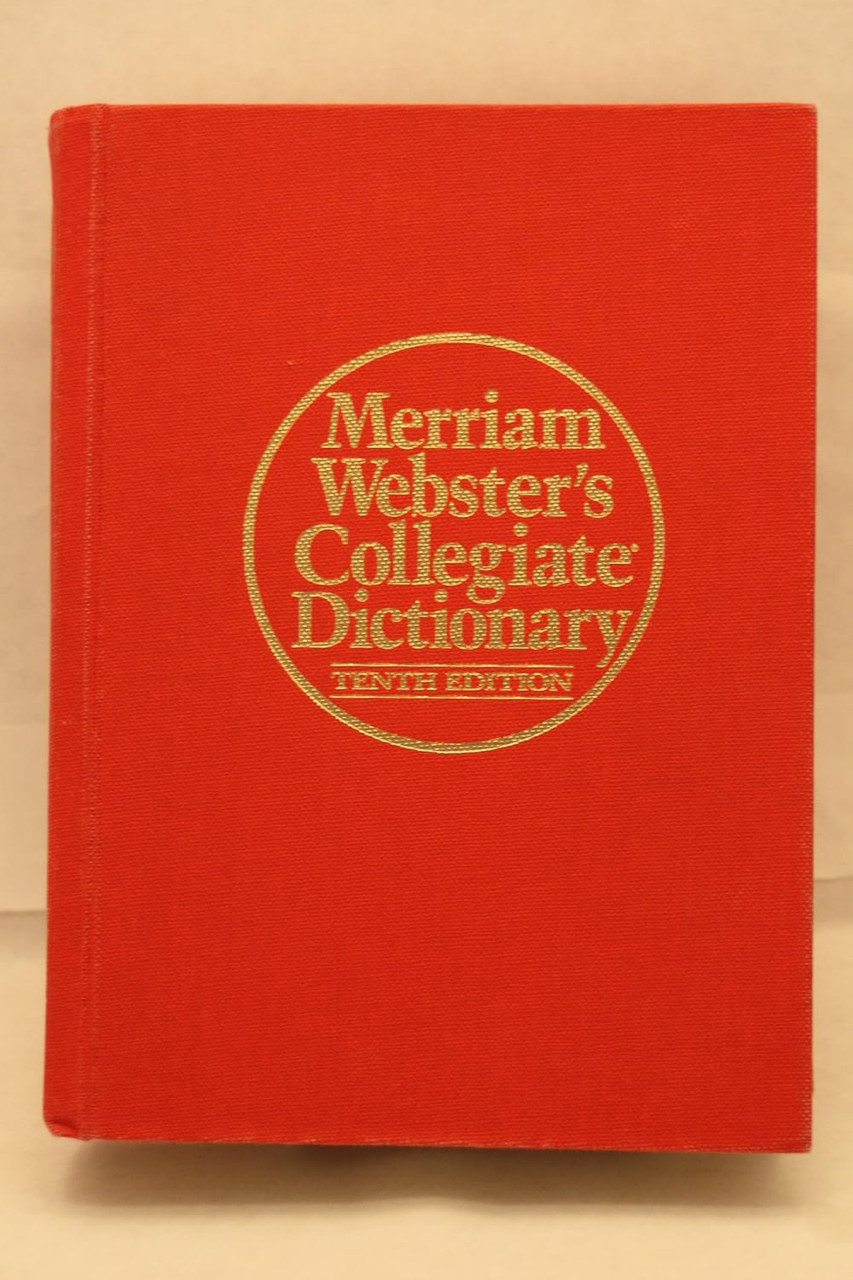 Merriam
Webster's
Collegiate®
Dictionary
TENTH EDITION